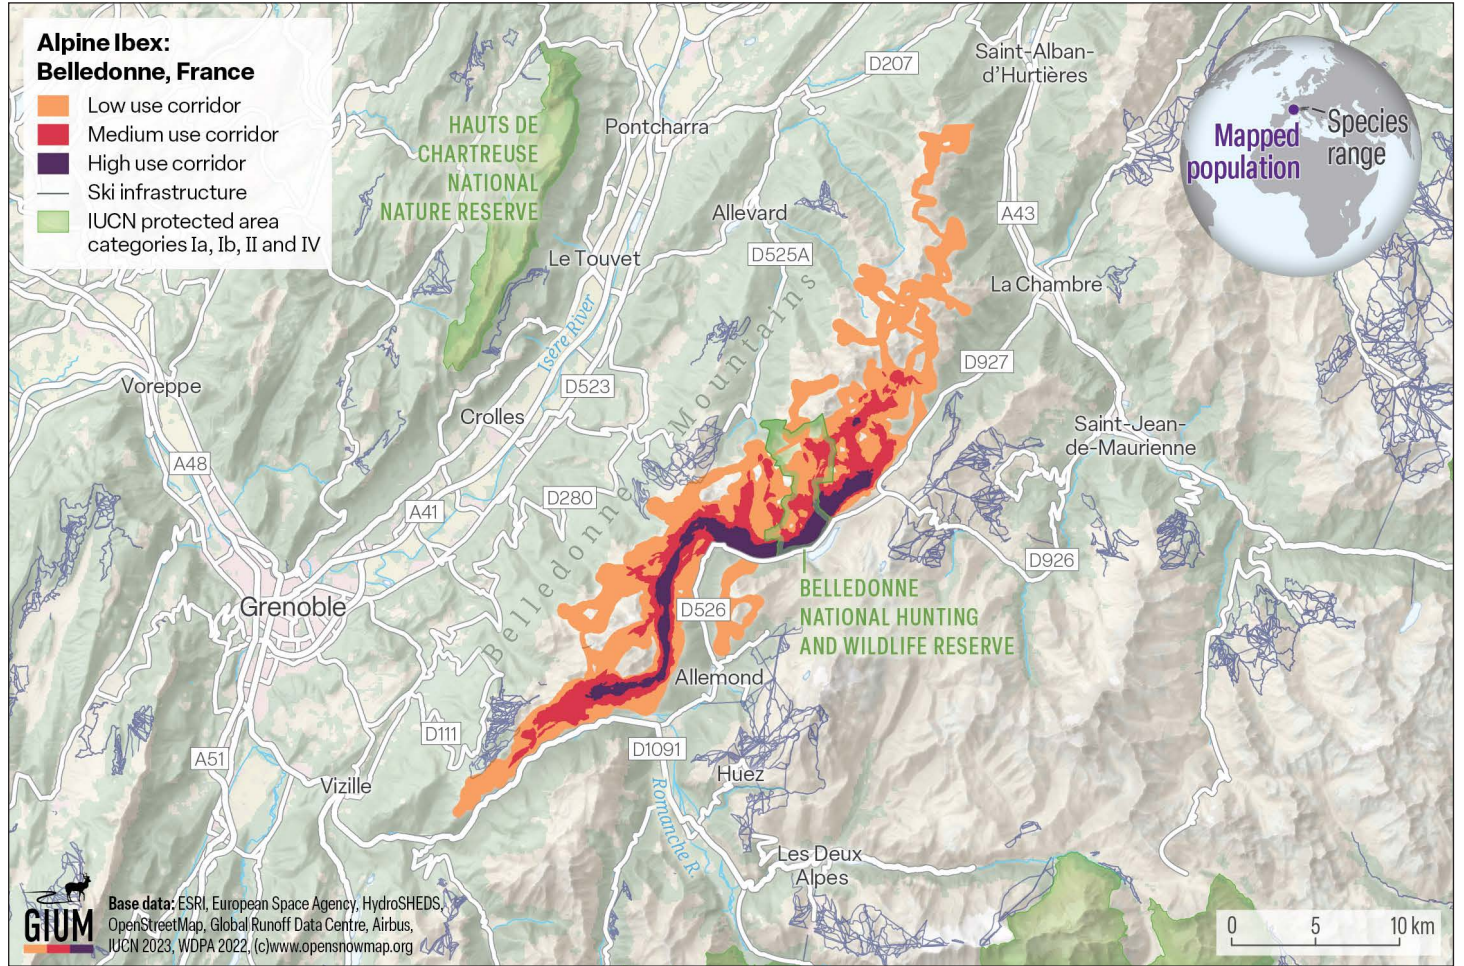 Alpine Ibex:
Belledonne, France
Low use corridor
Medium use corridor
High use corridor
Ski infrastructure
IUCN protected area
categories Ia, Ib, II and IV
HAUTS DE
CHARTREUSE
NATIONAL
NATURE RESERVE
D207
Saint-Alban-
d'Hurtières
Mapped
population
Species
range
Pontcharra
Allevard
A43
D525A
Le Touvet
La Chambre
Isère River
Belledonne Mountains
D927
Voreppe
D523
Crolles
Saint-Jean-
de-Maurienne
A48
D280
A41
D926
Grenoble
D526
BELLEDONNE
NATIONAL HUNTING
AND WILDLIFE RESERVE
Allemond
D111
D1091
A51
Vizille
Huez
Romanche R.
Les Deux
Alpes
GIUM
Base data: ESRI, European Space Agency, HydroSHEDS,
OpenStreetMap, Global Runoff Data Centre, Airbus,
IUCN 2023, WDPA 2022, (c)www.opensnowmap.org
0 5 10 km